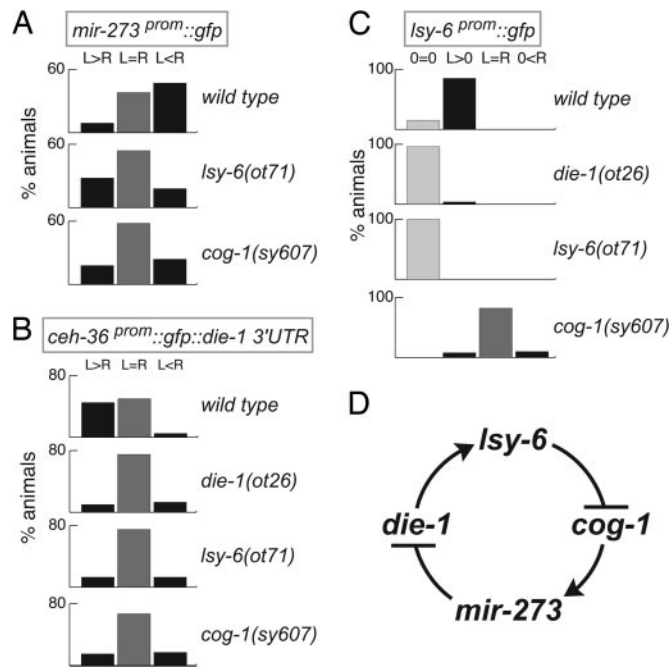 A
mir-273 prom::gfp
L>R L=R L<R
60
wild type
60
lsy-6(ot71)
60
cog-1(sy607)
% animals
B
ceh-36 prom::gfp::die-1 3'UTR
L>R L=R L<R
80
wild type
80
die-1(ot26)
80
lsy-6(ot71)
80
cog-1(sy607)
% animals
C
lsy-6 prom::gfp
0=0 L>0 L=R 0<R
100
wild type
100
die-1(ot26)
100
lsy-6(ot71)
100
cog-1(sy607)
% animals
D
lsy-6
die-1 cog-1
mir-273